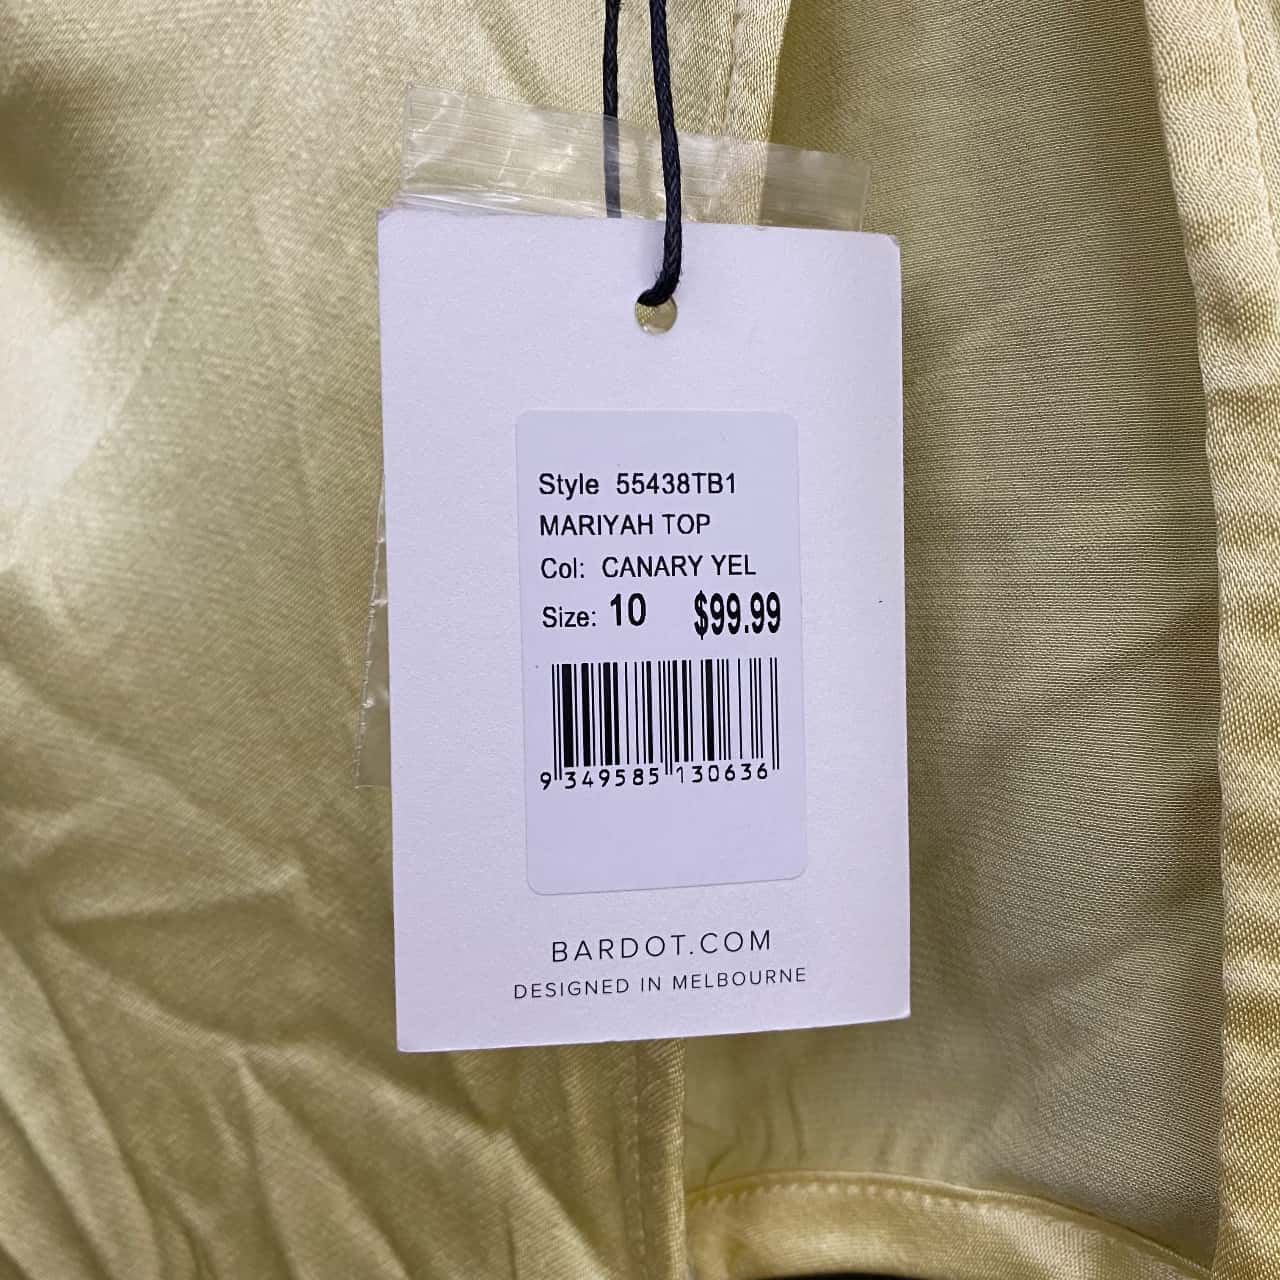 Style 55438TB1
MARIYAH TOP
Col: CANARY YEL
Size: 10 $99.99
9 349585 130636
BARDOT.COM
DESIGNED IN MELBOURNE